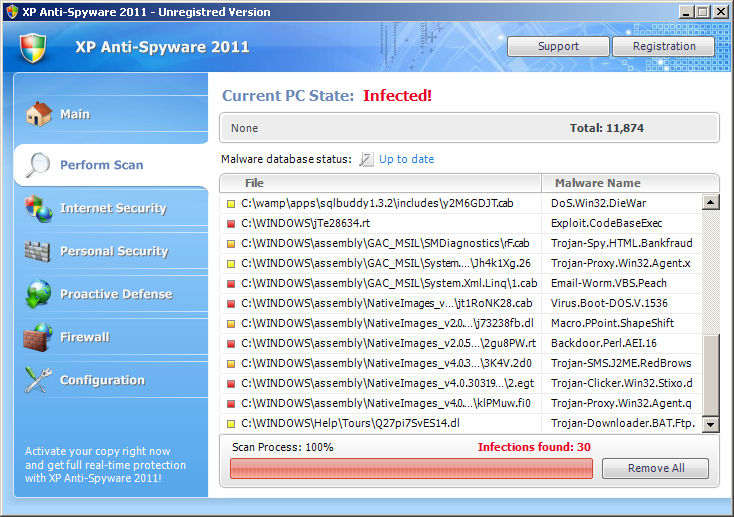 XP Anti-Spyware 2011 - Unregistred Version
XP Anti-Spyware 2011
Support
Registration
Main
Perform Scan
Internet Security
Personal Security
Proactive Defense
Firewall
Configuration
Activate your copy right now
and get full real-time protection
with XP Anti-Spyware 2011!
Current PC State: Infected!
None Total: 11,874
Malware database status: Up to date
File Malware Name
C:\wamp\apps\sqlbuddy1.3.2\includes\y2M6GDJT.cab DoS.Win32.DieWar
C:\WINDOWS\jTe28634.rt Exploit.CodeBaseExec
C:\WINDOWS\assembly\GAC_MSIL\SMDiagnostics\rF.cab Trojan-Spy.HTML.Bankfraud
C:\WINDOWS\assembly\GAC_MSIL\System....\Jh4k1Xg.26 Trojan-Proxy.Win32.Agent.x
C:\WINDOWS\assembly\GAC_MSIL\System.Xml.Linq\1.cab Email-Worm.VBS.Peach
C:\WINDOWS\assembly\NativeImages_v...\jt1RoNK28.cab Virus.Boot-DOS.V.1536
C:\WINDOWS\assembly\NativeImages_v2.0....\j73238fb.dl Macro.PPoint.ShapeShift
C:\WINDOWS\assembly\NativeImages_v2.0.5...\2gu8PW.rt Backdoor.Perl.AEI.16
C:\WINDOWS\assembly\NativeImages_v4.0.3...\3K4V.2d0 Trojan-SMS.J2ME.RedBrows
C:\WINDOWS\assembly\NativeImages_v4.0.30319...\2.egt Trojan-Clicker.Win32.Stixo.d
C:\WINDOWS\assembly\NativeImages_v4.0....\klPMuw.fi0 Trojan-Proxy.Win32.Agent.q
C:\WINDOWS\Help\Tours\Q27pi7SvES14.dl Trojan-Downloader.BAT.Ftp.
Scan Process: 100% Infections found: 30
Remove All